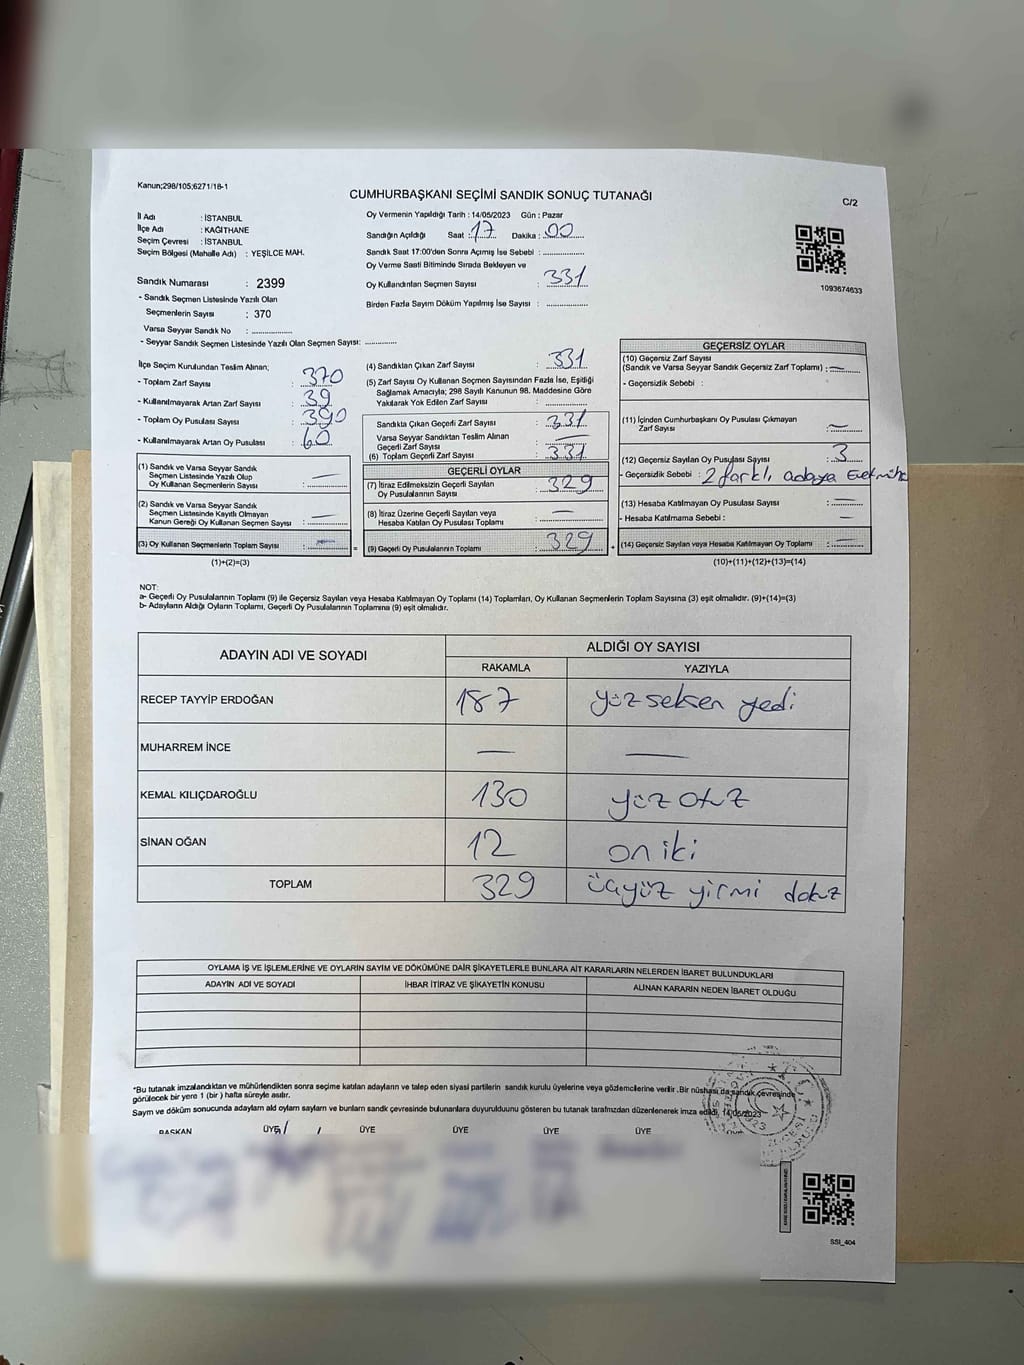 Kanun;298/105;6271/16-1
CUMHURBAŞKANI SEÇİMİ SANDIK SONUÇ TUTANAĞI
C/2
İl Adı : İSTANBUL
İlçe Adı : KAĞITHANE
Seçim Çevresi : İSTANBUL
Seçim Bölgesi (Mahalle Adı) : YEŞİLCE MAH.
Oy Vermenin Yapıldığı Tarih : 14/05/2023 Gün : Pazar
Sandığın Açıldığı Saat : 17 Dakika : 00
Sandık Saat 17:00'den Sonra Açımış İse Sebebi :
Oy Verme Saati Bitiminde Sırada Bekleyen ve
Oy Kullandırılan Seçmen Sayısı : 331
Birden Fazla Sayım Döküm Yapılmış İse Sayısı :
1093674633
Sandık Numarası : 2399
- Sandık Seçmen Listesinde Yazılı Olan
Seçmenlerin Sayısı : 370
Varsa Seyyar Sandık No :
- Seyyar Sandık Listesinde Yazılı Olan Seçmen Sayısı:
İlçe Seçim Kurulundan Teslim Alınan;
- Toplam Zarf Sayısı : 370
- Kullanılmayarak Artan Zarf Sayısı : 39
- Toplam Oy Pusulası Sayısı : 390
- Kullanılmayarak Artan Oy Pusulası : 60
(1) Sandık ve Varsa Seyyar Sandık
Seçmen Listesinde Yazılı Olup
Oy Kullanan Seçmenlerin Sayısı : —
(2) Sandık ve Varsa Seyyar Sandık
Seçmen Listesinde Kayıtlı Olmayan
Kanun Gereği Oy Kullanan Seçmen Sayısı : —
(3) Oy Kullanan Seçmenlerin Toplam Sayısı : — =
(1)+(2)=(3)
(4) Sandıktan Çıkan Zarf Sayısı : 331
(5) Zarf Sayısı Oy Kullanan Seçmen Sayısından Fazla İse, Eşitliği
Sağlamak Amacıyla; 298 Sayılı Kanunun 98. Maddesine Göre
Yakılarak Yok Edilen Zarf Sayısı :
Sandıkta Çıkan Geçerli Zarf Sayısı : 331
Varsa Seyyar Sandıktan Teslim Alınan
Geçerli Zarf Sayısı : —
(6) Toplam Geçerli Zarf Sayısı : 331
GEÇERLİ OYLAR
(7) İtiraz Edilmeksizin Geçerli Sayılan
Oy Pusulalarının Sayısı : 329
(8) İtiraz Üzerine Geçerli Sayılan veya
Hesaba Katılan Oy Pusulası Toplamı : —
(9) Geçerli Oy Pusulalarının Toplamı : 329 +
GEÇERSİZ OYLAR
(10) Geçersiz Zarf Sayısı
(Sandık ve Varsa Seyyar Sandık Geçersiz Zarf Toplamı) : —
- Geçersizlik Sebebi :
(11) İçinden Cumhurbaşkanı Oy Pusulası Çıkmayan
Zarf Sayısı : —
(12) Geçersiz Sayılan Oy Pusulası Sayısı : 3
- Geçersizlik Sebebi : 2 farklı adaya Evet
(13) Hesaba Katılmayan Oy Pusulası Sayısı : —
- Hesaba Katılmama Sebebi : —
(14) Geçersiz Sayılan veya Hesaba Katılmayan Oy Toplamı : —
(10)+(11)+(12)+(13)=(14)
NOT:
a- Geçerli Oy Pusulalarının Toplamı (9) ile Geçersiz Sayılan veya Hesaba Katılmayan Oy Toplamı (14) Toplamları, Oy Kullanan Seçmenlerin Toplam Sayısına (3) eşit olmalıdır. (9)+(14)=(3)
b- Adayların Aldığı Oyların Toplamı, Geçerli Oy Pusulalarının Toplamına (9) eşit olmalıdır.
ADAYIN ADI VE SOYADI ALDIĞI OY SAYISI
RAKAMLA YAZIYLA
RECEP TAYYİP ERDOĞAN 187 yüz seksen yedi
MUHARREM İNCE — —
KEMAL KILIÇDAROĞLU 130 yüz otuz
SİNAN OĞAN 12 on iki
TOPLAM 329 üçyüz yirmi dokuz
OYLAMA İŞ VE İŞLEMLERİNE VE OYLARIN SAYIM VE DÖKÜMÜNE DAİR ŞİKAYETLERLE BUNLARA AİT KARARLARIN NELERDEN İBARET BULUNDUKLARI
ADAYIN ADI VE SOYADI İHBAR İTİRAZ VE ŞİKAYETİN KONUSU ALINAN KARARIN NEDEN İBARET OLDUĞU
*Bu tutanak imzalandıktan ve mühürlendikten sonra seçime katılan adayların ve talep eden siyasi partilerin sandık kurulu üyelerine veya gözlemcilerine verilir .Bir nüshası da sandık çevresinde
görülecek bir yere 1 (bir ) hafta süreyle asılır.
Sayım ve döküm sonucunda adayların aldı oyların sayıların ve bunların sandk çevresinde bulunanlara duyurulduunu gösteren bu tutanak tarafımızdan düzenlenerek imza edildi. 14/05/2023
BAŞKAN ÜYE ÜYE ÜYE ÜYE ÜYE
SSI_404